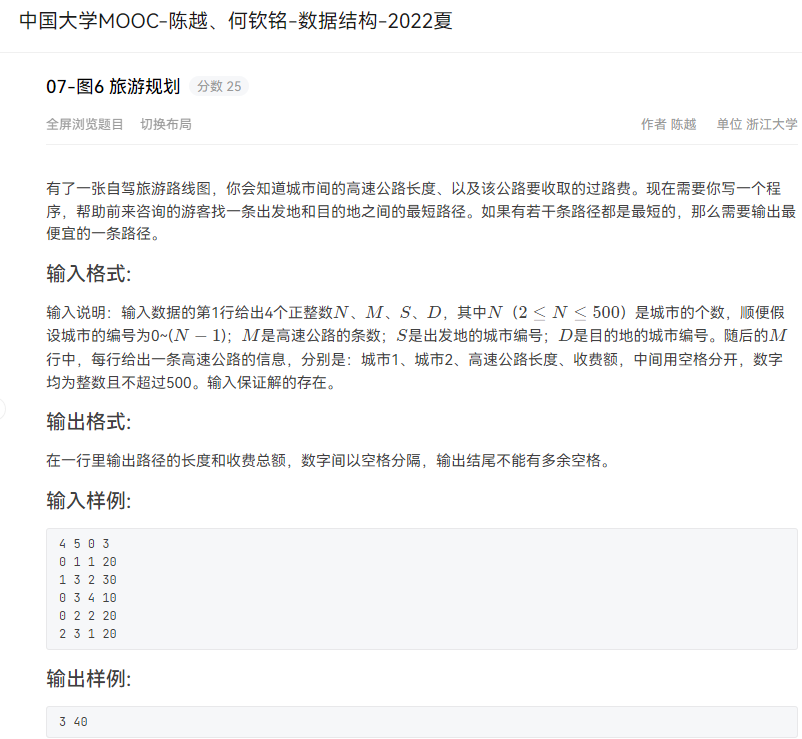 中国大学MOOC-陈越、何钦铭-数据结构-2022夏
07-图6 旅游规划 分数 25
全屏浏览题目 切换布局 作者 陈越 单位 浙江大学
有了一张自驾旅游路线图，你会知道城市间的高速公路长度、以及该公路要收取的过路费。现在需要你写一个程
序，帮助前来咨询的游客找一条出发地和目的地之间的最短路径。如果有若干条路径都是最短的，那么需要输出最
便宜的一条路径。
输入格式:
输入说明：输入数据的第1行给出4个正整数N、M、S、D，其中N（2 ≤ N ≤ 500）是城市的个数，顺便假
设城市的编号为0~(N − 1)；M是高速公路的条数；S是出发地的城市编号；D是目的地的城市编号。随后的M
行中，每行给出一条高速公路的信息，分别是：城市1、城市2、高速公路长度、收费额，中间用空格分开，数字
均为整数且不超过500。输入保证解的存在。
输出格式:
在一行里输出路径的长度和收费总额，数字间以空格分隔，输出结尾不能有多余空格。
输入样例:
4 5 0 3
0 1 1 20
1 3 2 30
0 3 4 10
0 2 2 20
2 3 1 20
输出样例:
3 40